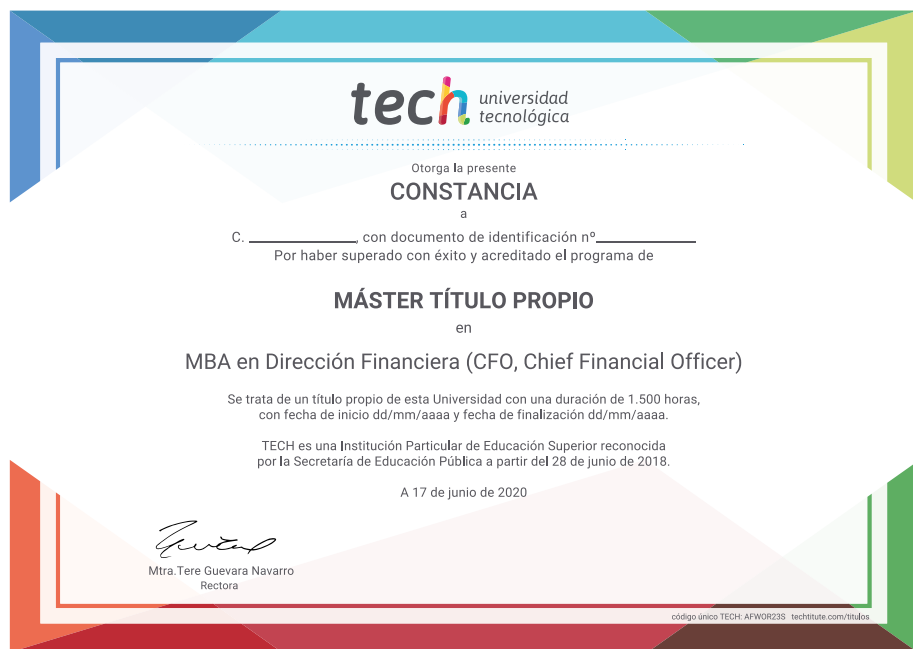 tech universidad
tecnológica
Otorga la presente
CONSTANCIA
a
C. ____________, con documento de identificación nº____________
Por haber superado con éxito y acreditado el programa de
MÁSTER TÍTULO PROPIO
en
MBA en Dirección Financiera (CFO, Chief Financial Officer)
Se trata de un título propio de esta Universidad con una duración de 1.500 horas,
con fecha de inicio dd/mm/aaaa y fecha de finalización dd/mm/aaaa.
TECH es una Institución Particular de Educación Superior reconocida
por la Secretaría de Educación Pública a partir del 28 de junio de 2018.
A 17 de junio de 2020
Mtra.Tere Guevara Navarro
Rectora
código único TECH: AFWOR23S techtitute.com/titulos